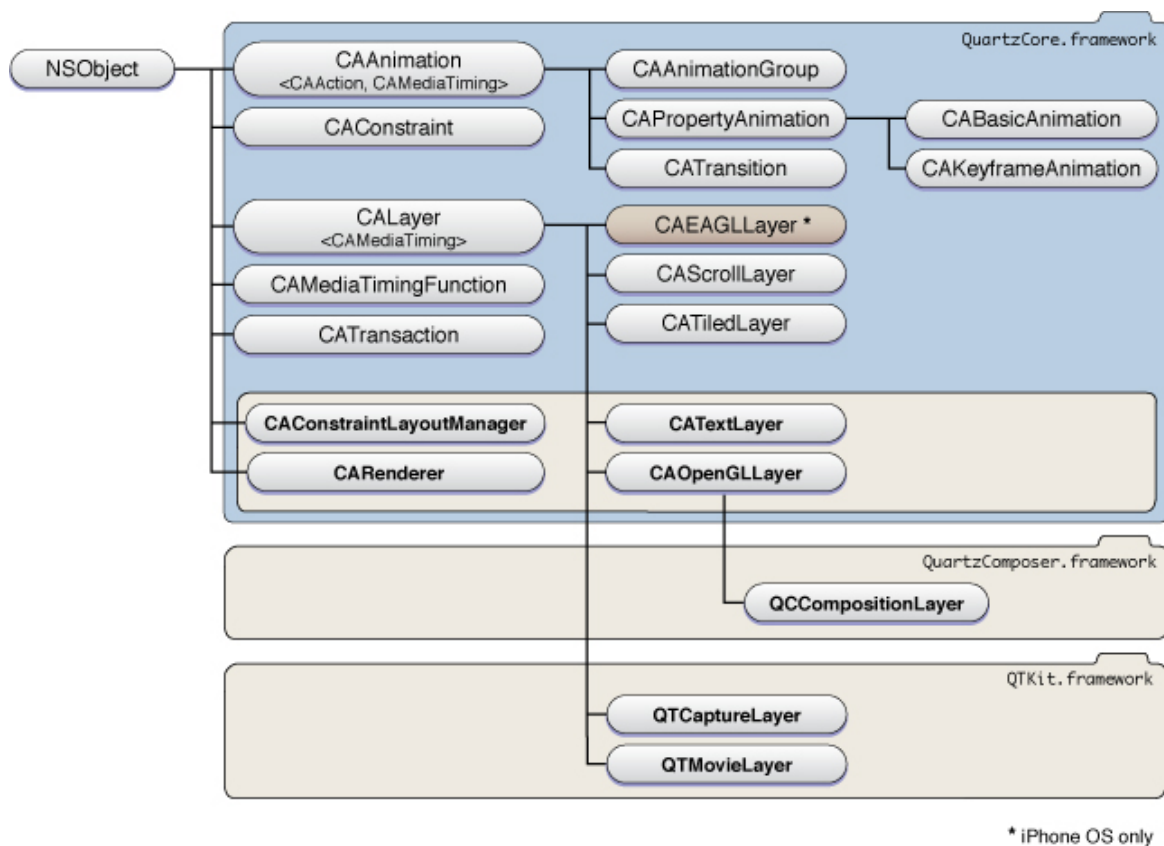 QuartzCore.framework
NSObject
CAAnimation
<CAAction, CAMediaTiming>
CAAnimationGroup
CAConstraint
CAPropertyAnimation
CABasicAnimation
CATransition
CAKeyframeAnimation
CALayer
<CAMediaTiming>
CAEAGLLayer *
CAMediaTimingFunction
CAScrollLayer
CATransaction
CATiledLayer
CAConstraintLayoutManager
CATextLayer
CARenderer
CAOpenGLLayer
QuartzComposer.framework
QCCompositionLayer
QTKit.framework
QTCaptureLayer
QTMovieLayer
* iPhone OS only